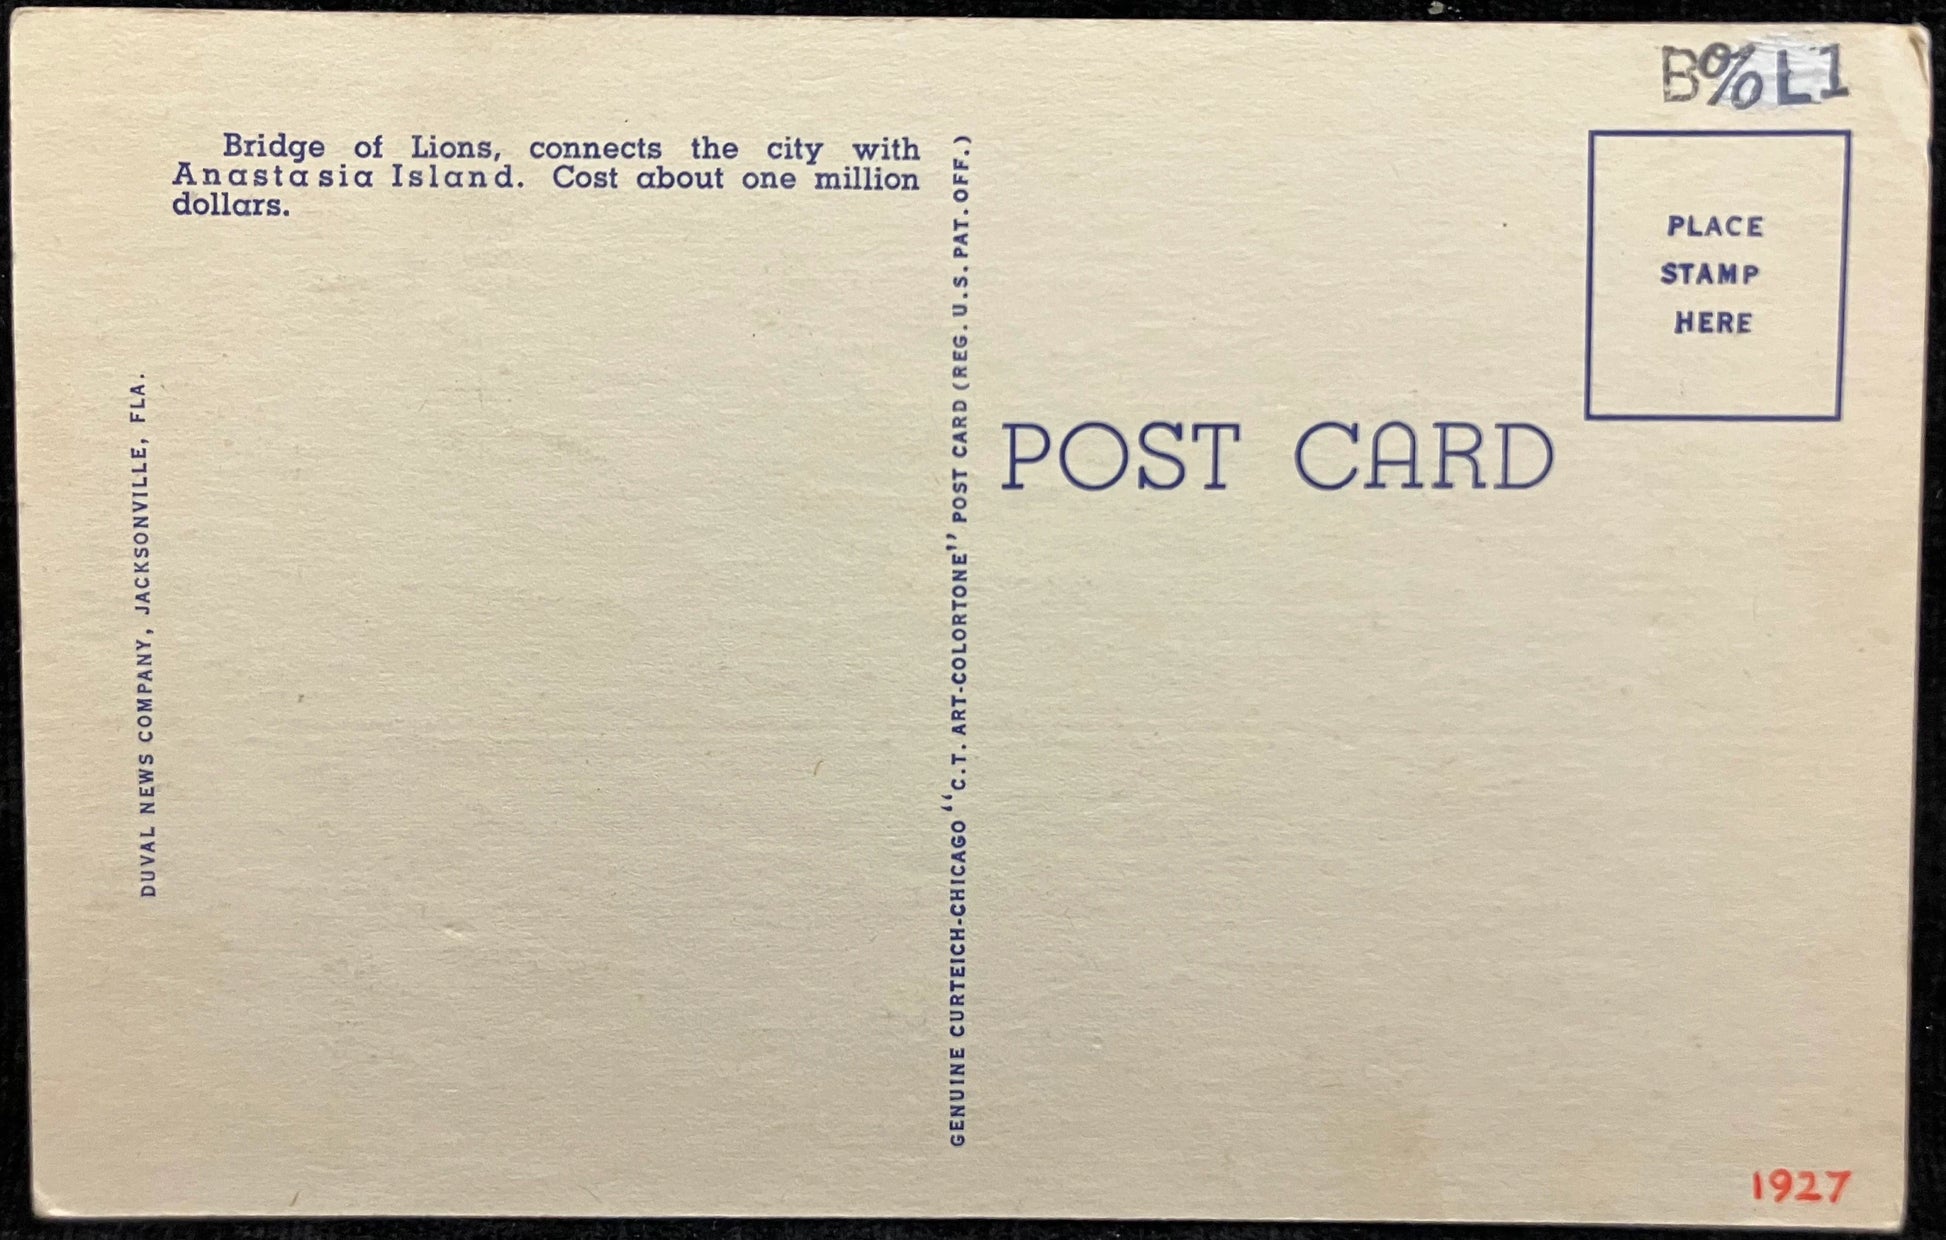 B%L1
Bridge of Lions, connects the city with
Anastasia Island. Cost about one million
dollars.
DUVAL NEWS COMPANY, JACKSONVILLE, FLA.
GENUINE CURTEICH-CHICAGO "C.T. ART-COLORTONE" POST CARD (REG. U.S. PAT. OFF.)
PLACE
STAMP
HERE
POST CARD
1927